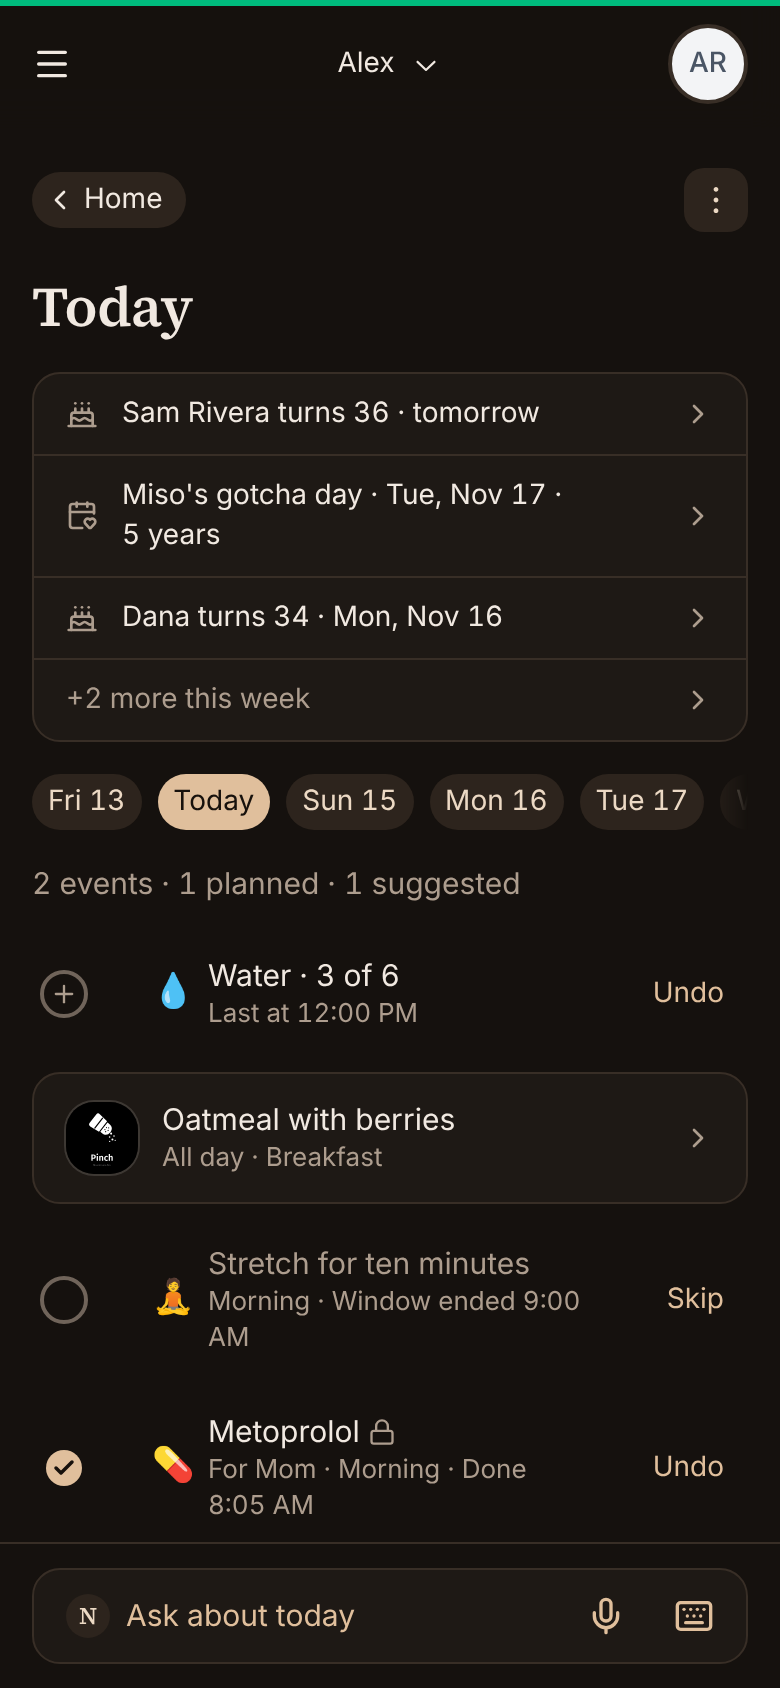 Alex
AR
Home
Today
Sam Rivera turns 36 · tomorrow
Miso's gotcha day · Tue, Nov 17 ·
5 years
Dana turns 34 · Mon, Nov 16
+2 more this week
Fri 13
Today
Sun 15
Mon 16
Tue 17
2 events · 1 planned · 1 suggested
Water · 3 of 6
Last at 12:00 PM
Undo
Pinch
Oatmeal with berries
All day · Breakfast
Stretch for ten minutes
Morning · Window ended 9:00
AM
Skip
Metoprolol
For Mom · Morning · Done
8:05 AM
Undo
N
Ask about today